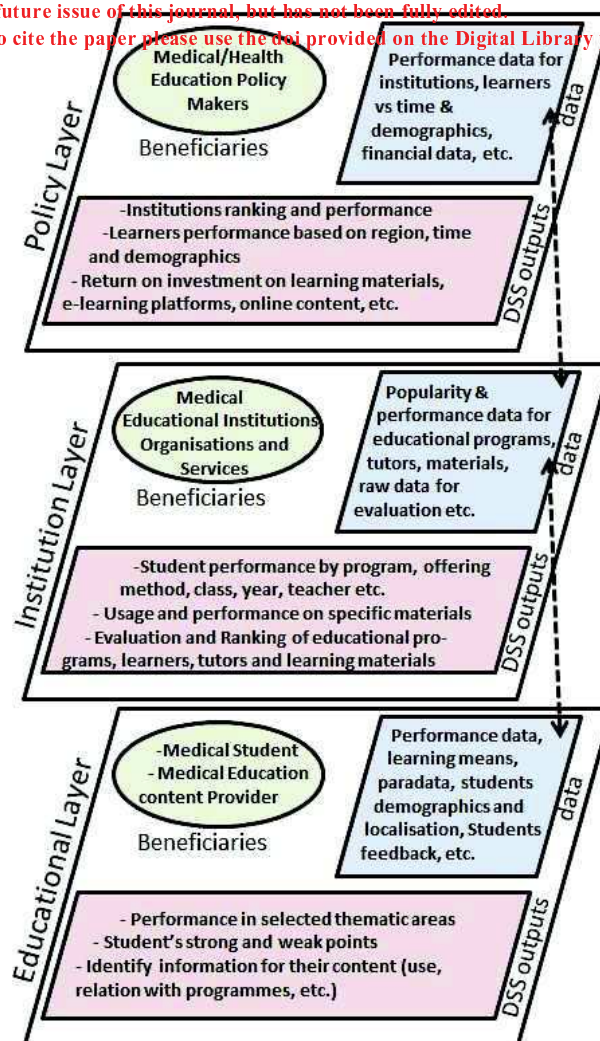 future issue of this journal, but has not been fully edited.
o cite the paper please use the doi provided on the Digital Library
Policy Layer
Medical/Health
Education Policy
Makers
Beneficiaries
Performance data for
institutions, learners
vs time &
demographics,
financial data, etc.
data
-Institutions ranking and performance
-Learners performance based on region, time
and demographics
- Return on investment on learning materials,
e-learning platforms, online content, etc.
DSS outputs
Institution Layer
Medical
Educational Institutions
Organisations and
Services
Beneficiaries
Popularity &
performance data for
educational programs,
tutors, materials,
raw data for
evaluation etc.
data
-Student performance by program, offering
method, class, year, teacher etc.
- Usage and performance on specific materials
- Evaluation and Ranking of educational pro-
grams, learners, tutors and learning materials
DSS outputs
Educational Layer
-Medical Student
- Medical Education
content Provider
Beneficiaries
Performance data,
learning means,
paradata, students
demographics and
localisation, Students
feedback, etc.
data
- Performance in selected thematic areas
- Student's strong and weak points
- Identify information for their content (use,
relation with programmes, etc.)
DSS outputs